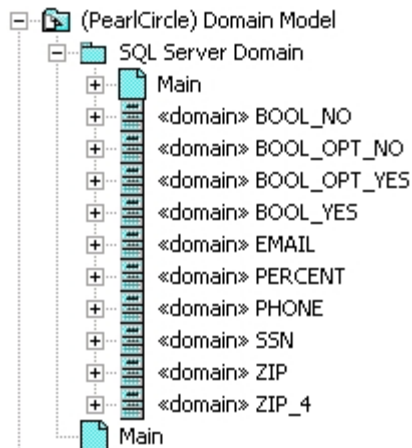 (PearlCircle) Domain Model
SQL Server Domain
Main
«domain» BOOL_NO
«domain» BOOL_OPT_NO
«domain» BOOL_OPT_YES
«domain» BOOL_YES
«domain» EMAIL
«domain» PERCENT
«domain» PHONE
«domain» SSN
«domain» ZIP
«domain» ZIP_4
Main